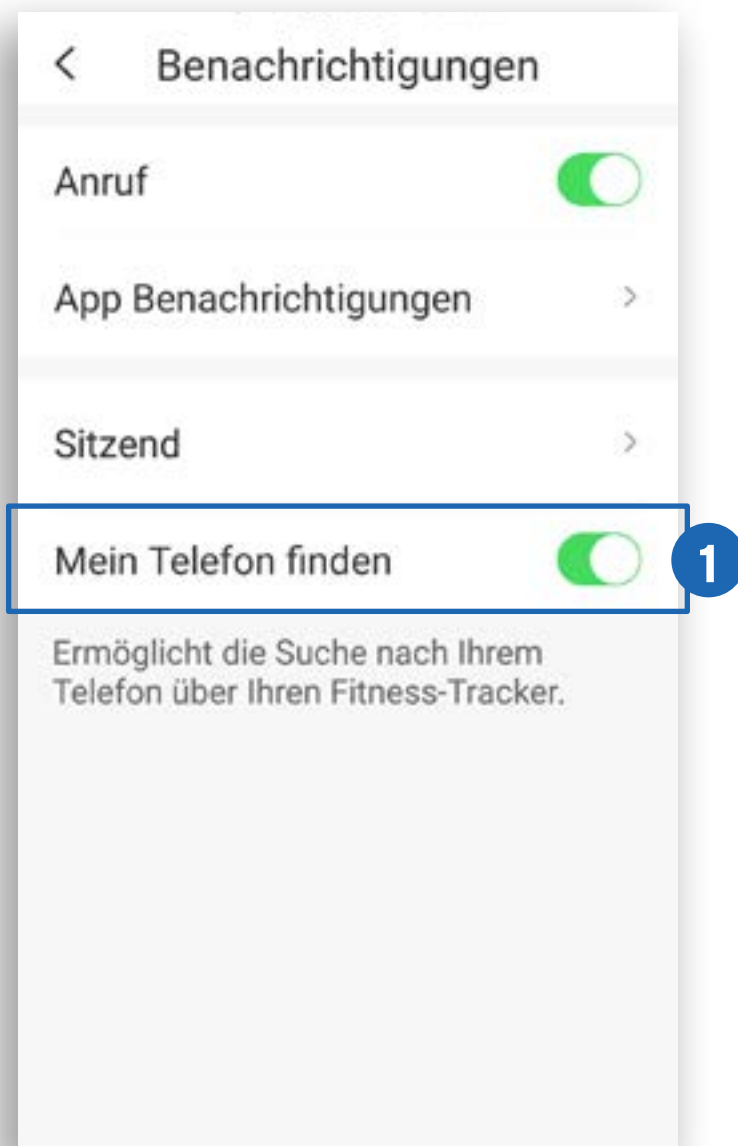 Benachrichtigungen
Anruf
App Benachrichtigungen
Sitzend
Mein Telefon finden
1
Ermöglicht die Suche nach Ihrem
Telefon über Ihren Fitness-Tracker.